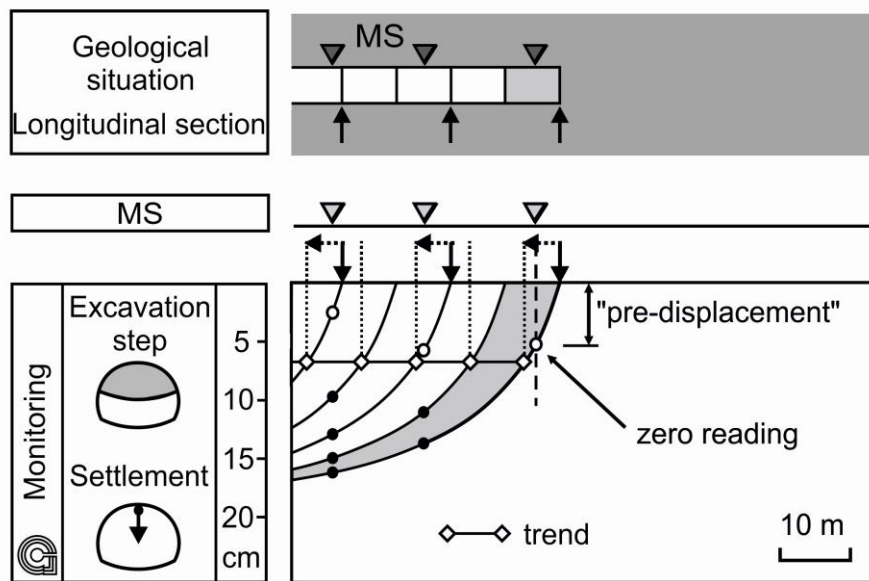 Geological
situation
Longitudinal section
MS
MS
Monitoring
Excavation
step
Settlement
5
10
15
20
cm
"pre-displacement"
zero reading
trend
10 m